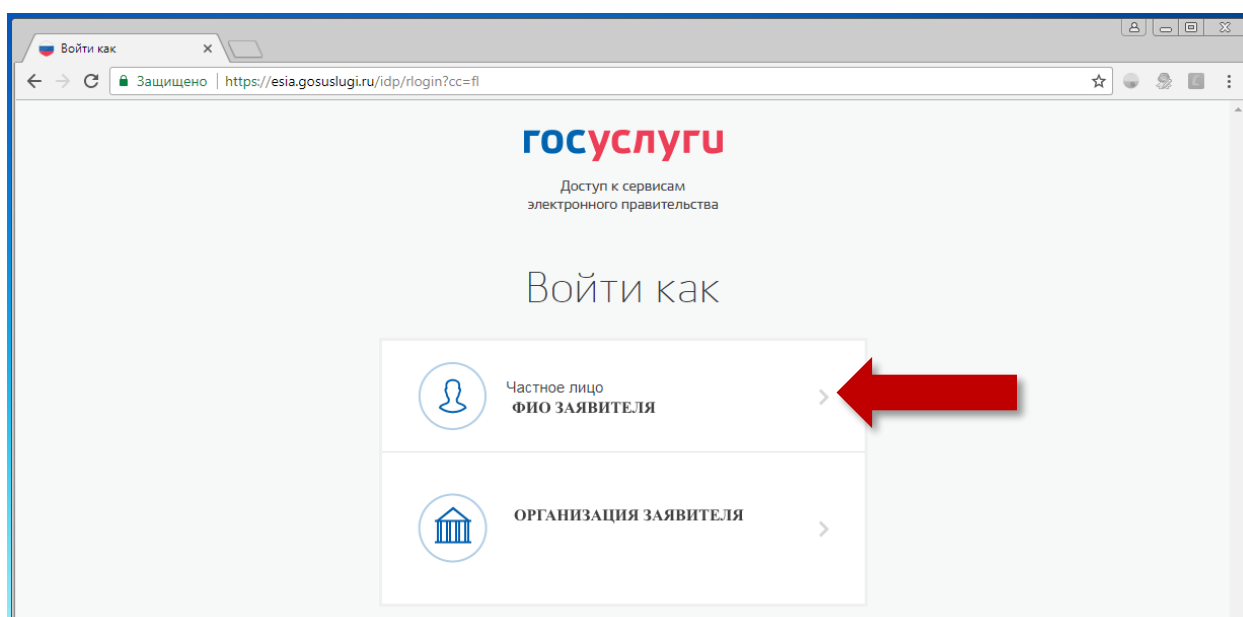 Войти как
Защищено https://esia.gosuslugi.ru/idp/rlogin?cc=fl
госуслуги
Доступ к сервисам
электронного правительства
Войти как
Частное лицо
ФИО ЗАЯВИТЕЛЯ
ОРГАНИЗАЦИЯ ЗАЯВИТЕЛЯ